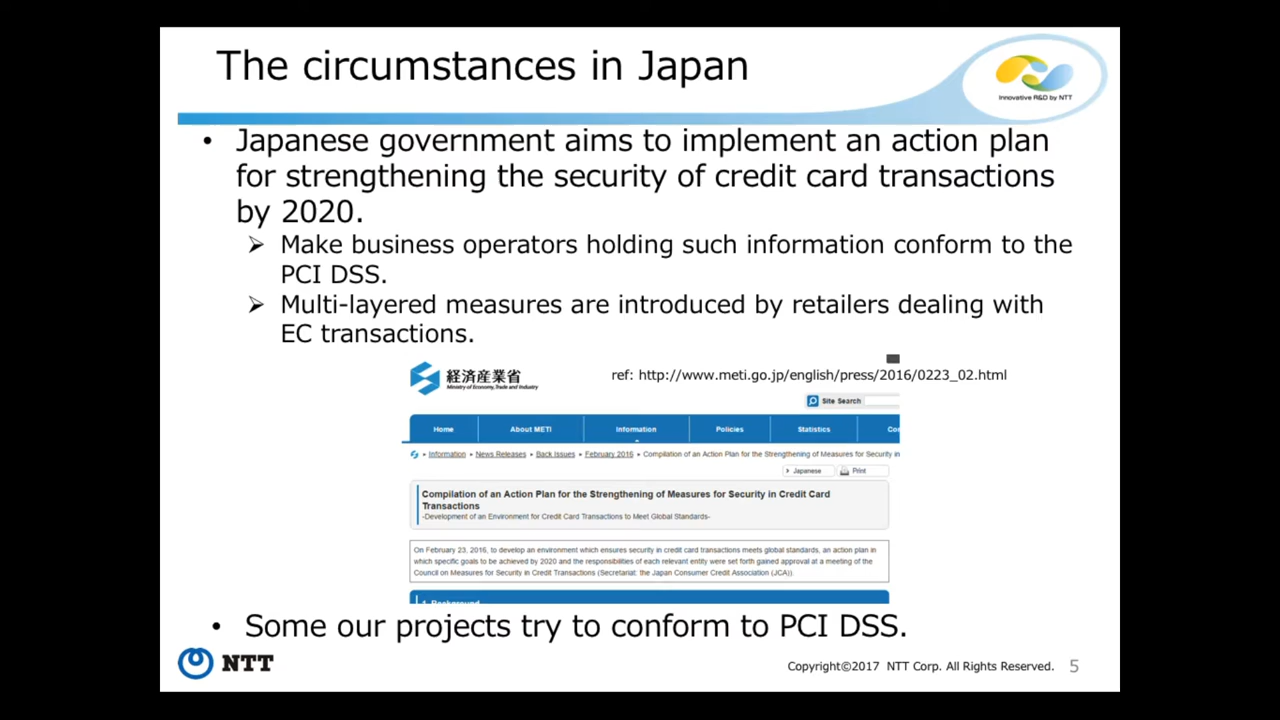 The circumstances in Japan
Innovative R&D by NTT
• Japanese government aims to implement an action plan
for strengthening the security of credit card transactions
by 2020.
➢ Make business operators holding such information conform to the
PCI DSS.
➢ Multi-layered measures are introduced by retailers dealing with
EC transactions.
経済産業省
Ministry of Economy, Trade and Industry
ref: http://www.meti.go.jp/english/press/2016/0223_02.html
Site Search
Home About METI Information Policies Statistics
Information News Releases Back Issues February 2016 Compilation of an Action Plan for the Strengthening of Measures for Security in
Japanese Print
Compilation of an Action Plan for the Strengthening of Measures for Security in Credit Card
Transactions
-Development of an Environment for Credit Card Transactions to Meet Global Standards-
On February 23, 2016, to develop an environment which ensures security in credit card transactions meets global standards, an action plan in
which specific goals to be achieved by 2020 and the responsibilities of each relevant entity were set forth gained approval at a meeting of the
Council on Measures for Security in Credit Transactions (Secretariat: the Japan Consumer Credit Association (JCA)).
1. Background
• Some our projects try to conform to PCI DSS.
NTT
Copyright©2017 NTT Corp. All Rights Reserved. 5